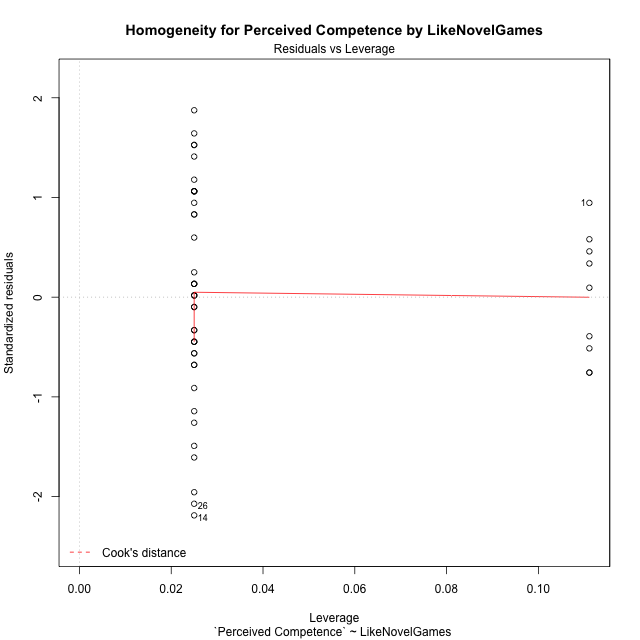 Homogeneity for Perceived Competence by LikeNovelGames
Residuals vs Leverage
2
1
0
-1
-2
Standardized residuals
1
26
14
Cook's distance
0.00 0.02 0.04 0.06 0.08 0.10
Leverage
`Perceived Competence` ~ LikeNovelGames